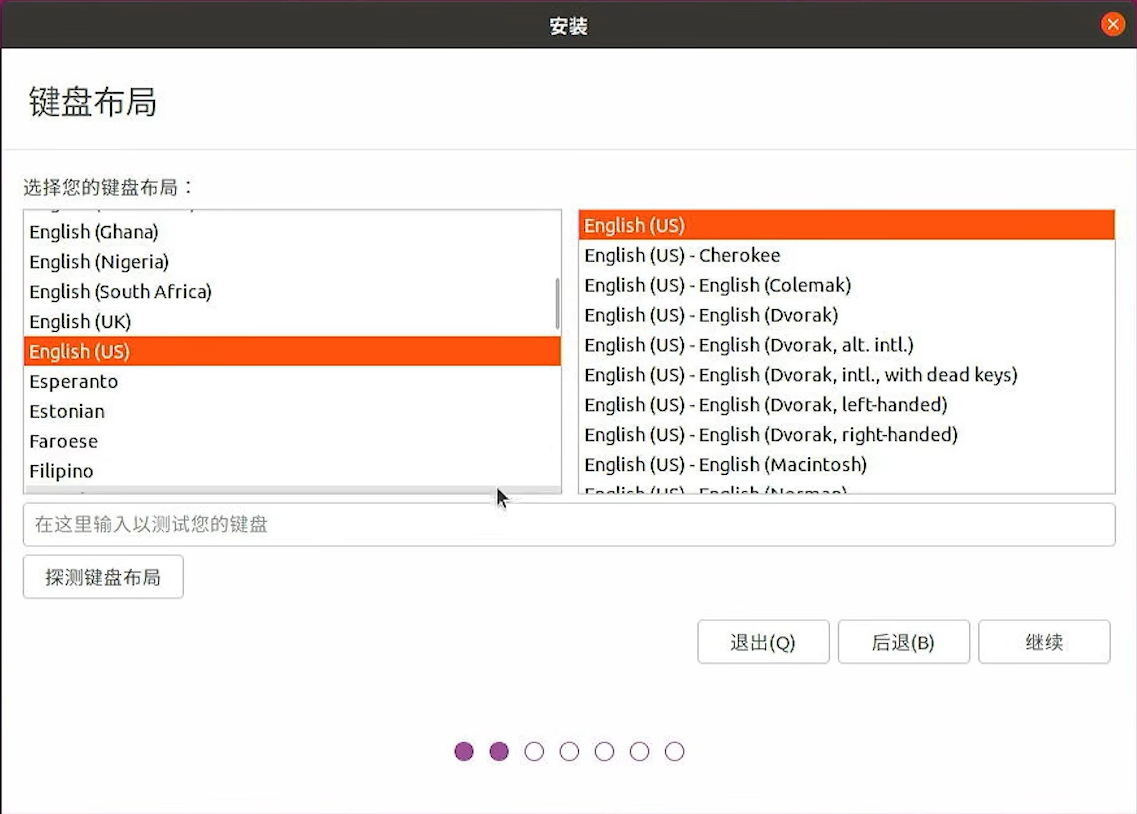 安装
键盘布局
选择您的键盘布局：
English (Ghana)
English (Nigeria)
English (South Africa)
English (UK)
English (US)
Esperanto
Estonian
Faroese
Filipino
English (US)
English (US) - Cherokee
English (US) - English (Colemak)
English (US) - English (Dvorak)
English (US) - English (Dvorak, alt. intl.)
English (US) - English (Dvorak, intl., with dead keys)
English (US) - English (Dvorak, left-handed)
English (US) - English (Dvorak, right-handed)
English (US) - English (Macintosh)
English (US) - English (Norman)
在这里输入以测试您的键盘
探测键盘布局
退出(Q)
后退(B)
继续